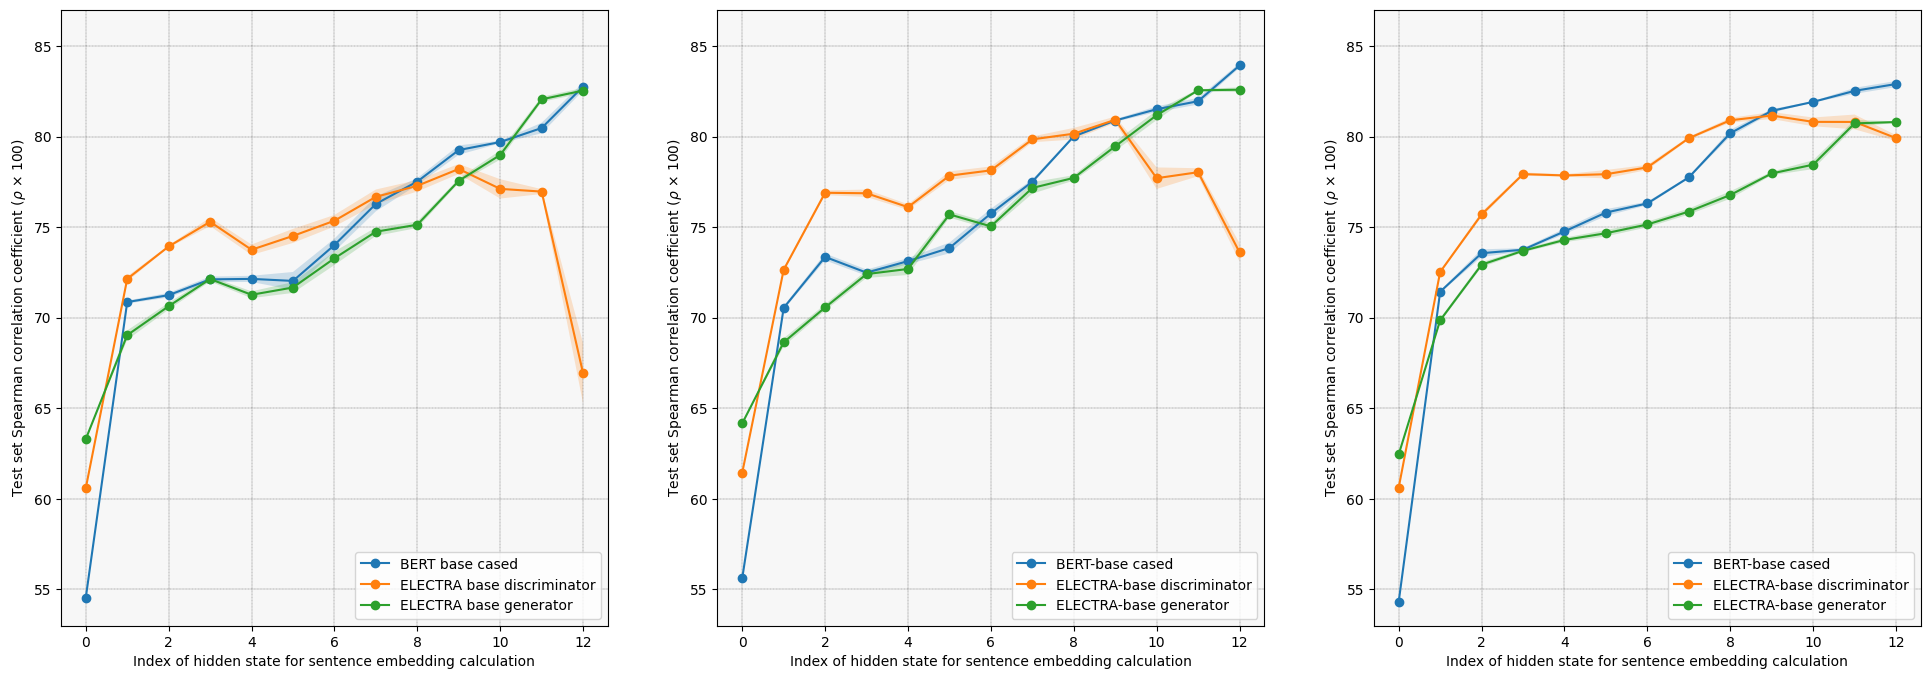 85
80
75
70
65
60
55
Test set Spearman correlation coefficient (ρ × 100)
BERT base cased
ELECTRA base discriminator
ELECTRA base generator
0 2 4 6 8 10 12
Index of hidden state for sentence embedding calculation
85
80
75
70
65
60
55
Test set Spearman correlation coefficient (ρ × 100)
BERT-base cased
ELECTRA-base discriminator
ELECTRA-base generator
0 2 4 6 8 10 12
Index of hidden state for sentence embedding calculation
85
80
75
70
65
60
55
Test set Spearman correlation coefficient (ρ × 100)
BERT-base cased
ELECTRA-base discriminator
ELECTRA-base generator
0 2 4 6 8 10 12
Index of hidden state for sentence embedding calculation